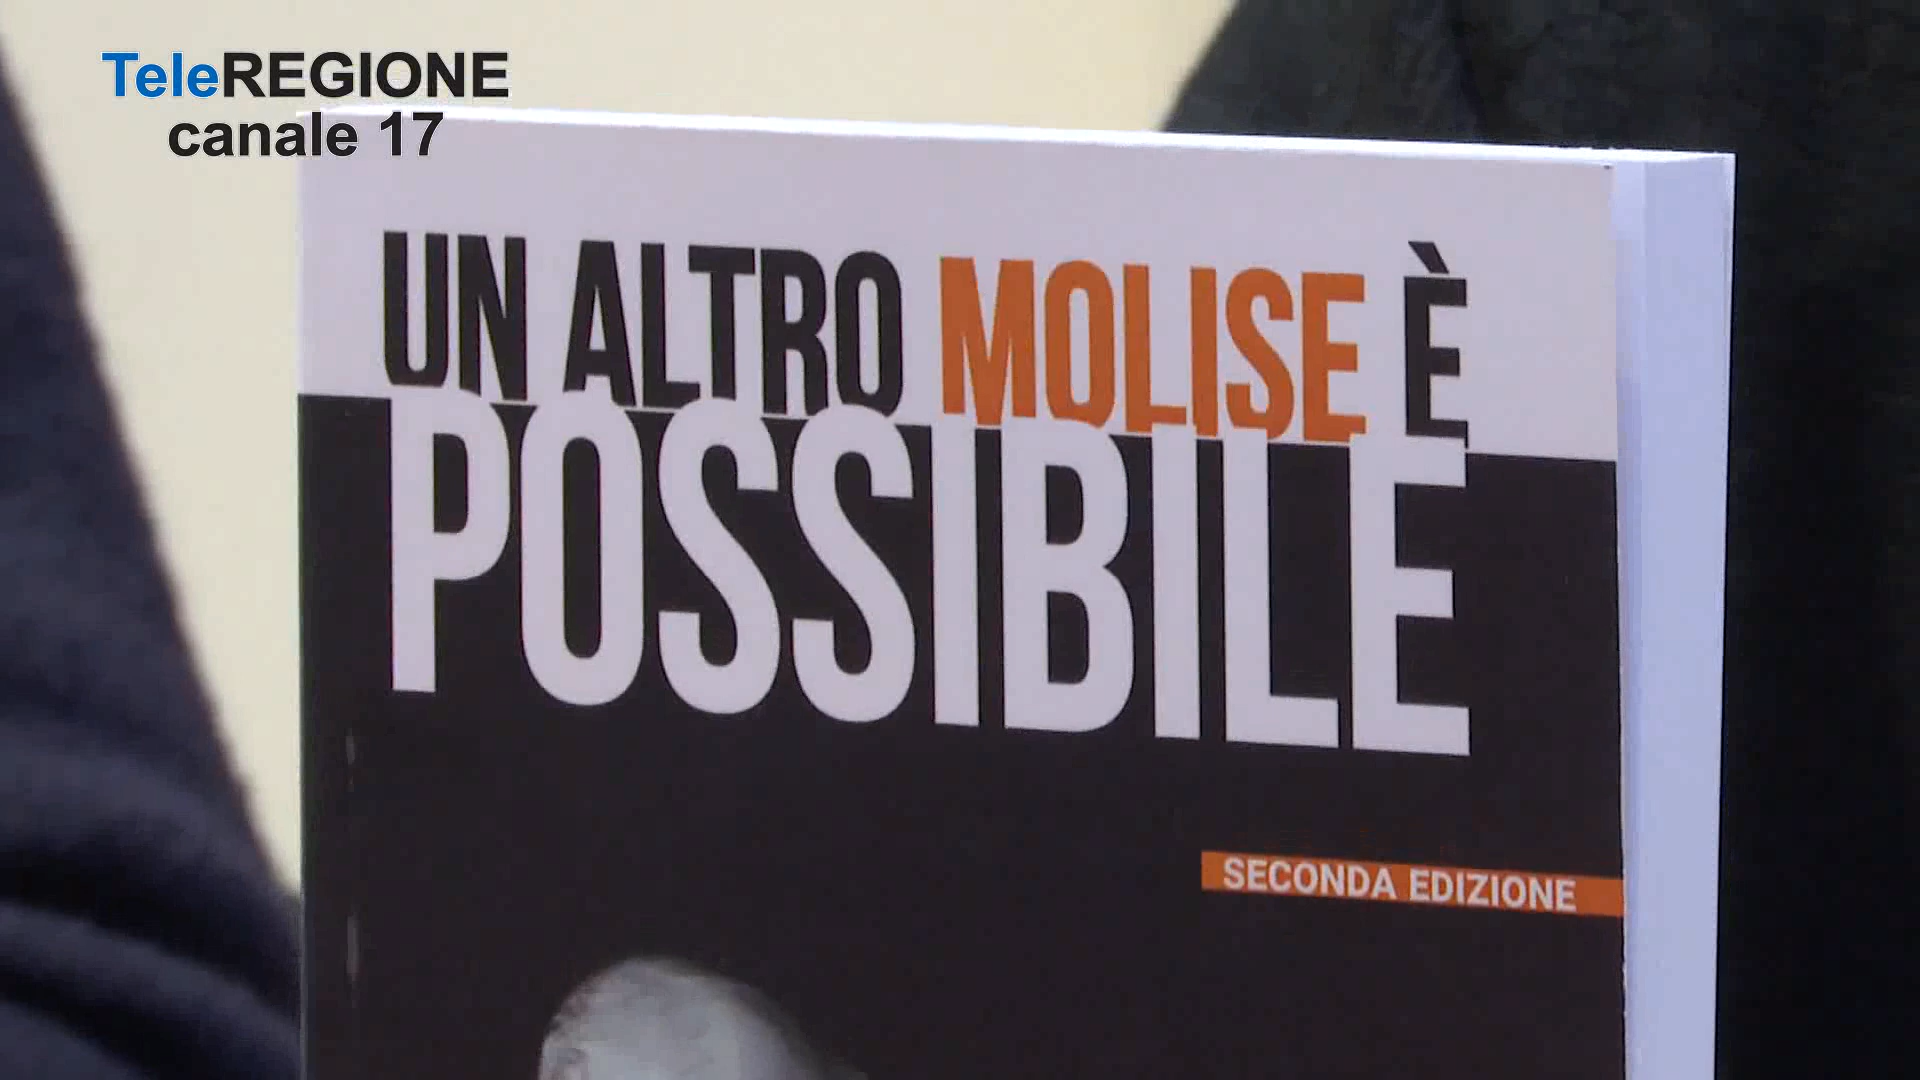 TeleREGIONE
canale 17
UN ALTRO MOLISE È
POSSIBILE
SECONDA EDIZIONE